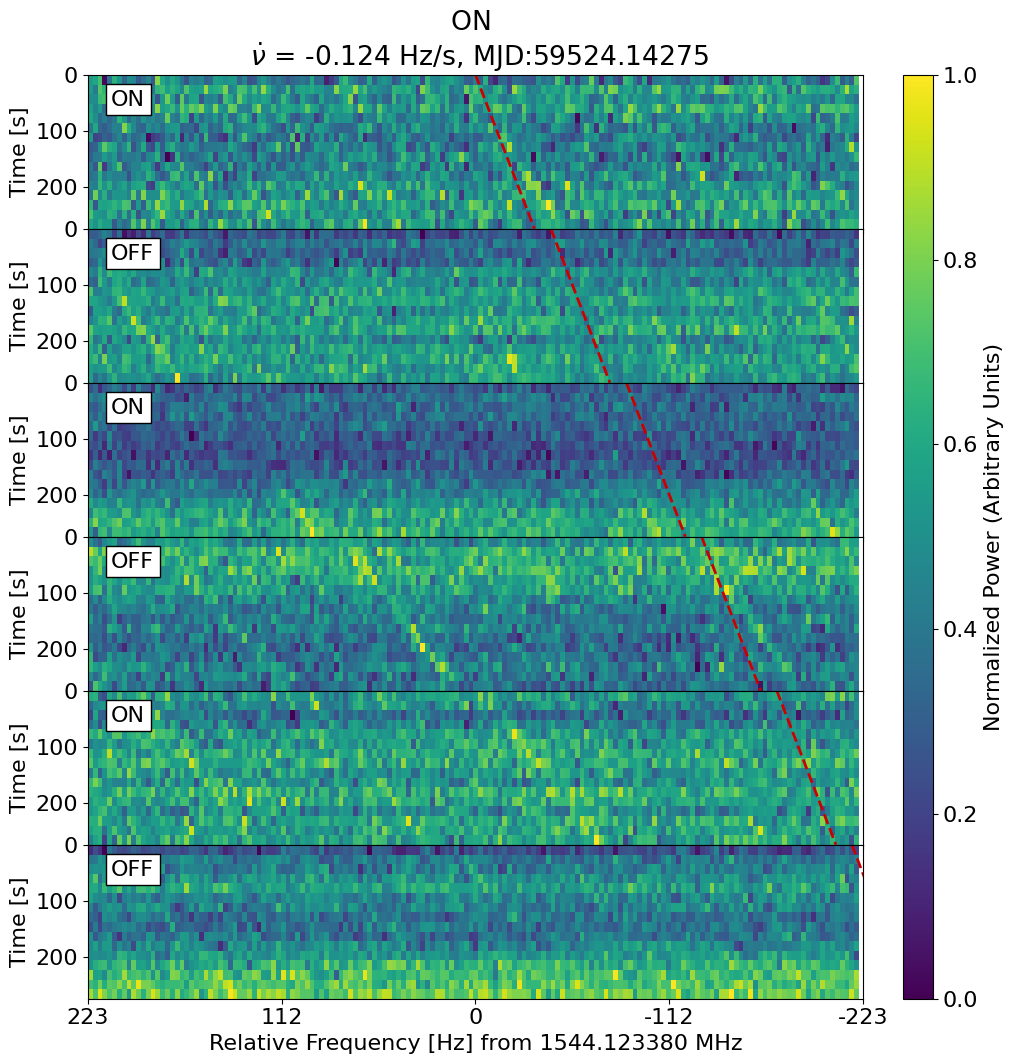 ON
ν̇ = -0.124 Hz/s, MJD:59524.14275
0
ON
Time [s]
100
200
0
OFF
Time [s]
100
200
0
ON
Time [s]
100
200
0
OFF
Time [s]
100
200
0
ON
Time [s]
100
200
0
OFF
Time [s]
100
200
223 112 0 -112 -223
Relative Frequency [Hz] from 1544.123380 MHz
1.0
0.8
0.6
0.4
0.2
0.0
Normalized Power (Arbitrary Units)